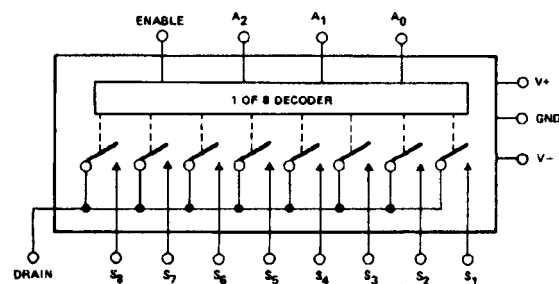 ENABLE A2 A1 A0
1 OF 8 DECODER
V+
GND
V-
DRAIN S8 S7 S6 S5 S4 S3 S2 S1